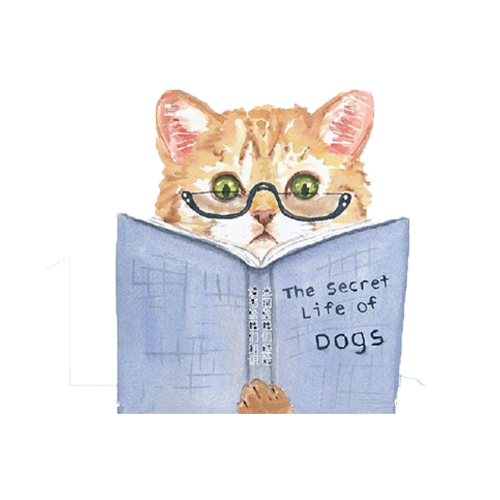 The Secret
Life of
Dogs